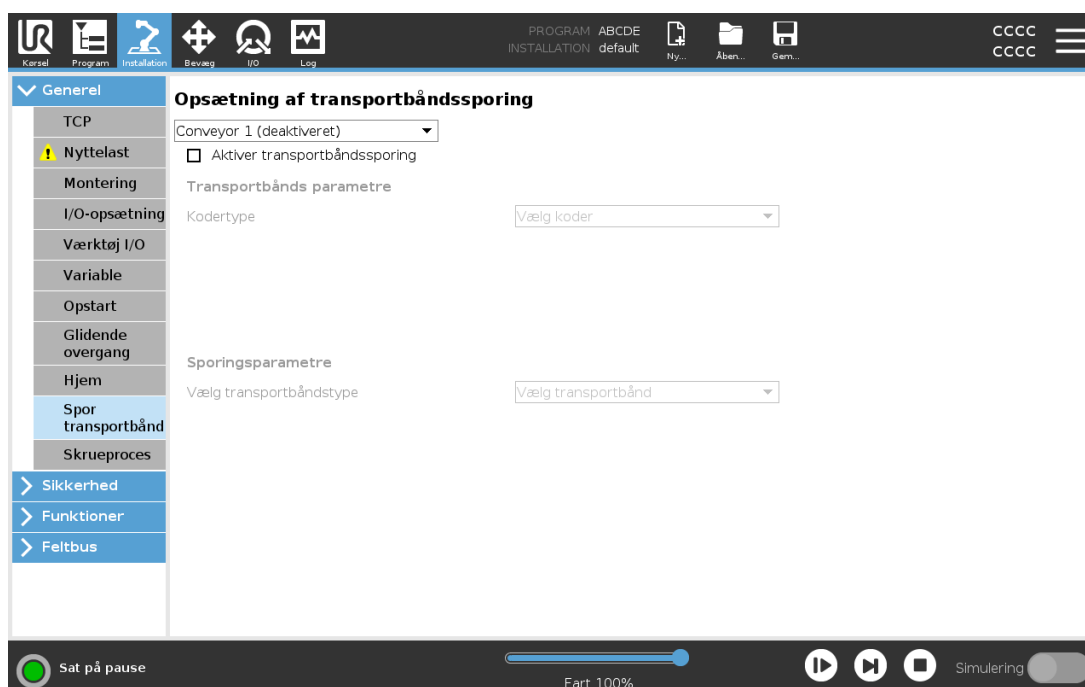 PROGRAM ABCDE
INSTALLATION default
CCCC
CCCC
Kørsel
Program
Installation
Bevæg
I/O
Log
Ny...
Åben...
Gem...
Generel
TCP
Nyttelast
Montering
I/O-opsætning
Værktøj I/O
Variable
Opstart
Glidende
overgang
Hjem
Spor
transportbånd
Skrueproces
Sikkerhed
Funktioner
Feltbus
Opsætning af transportbåndssporing
Conveyor 1 (deaktiveret)
Aktiver transportbåndssporing
Transportbånds parametre
Kodertype
Vælg koder
Sporingsparametre
Vælg transportbåndstype
Vælg transportbånd
Sat på pause
Fart 100%
Simulering